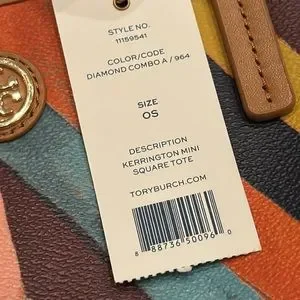 STYLE NO.
11159541
COLOR/CODE
DIAMOND COMBO A / 964
SIZE
OS
DESCRIPTION
KERRINGTON MINI
SQUARE TOTE
TORYBURCH.COM
8 88736 50096 0